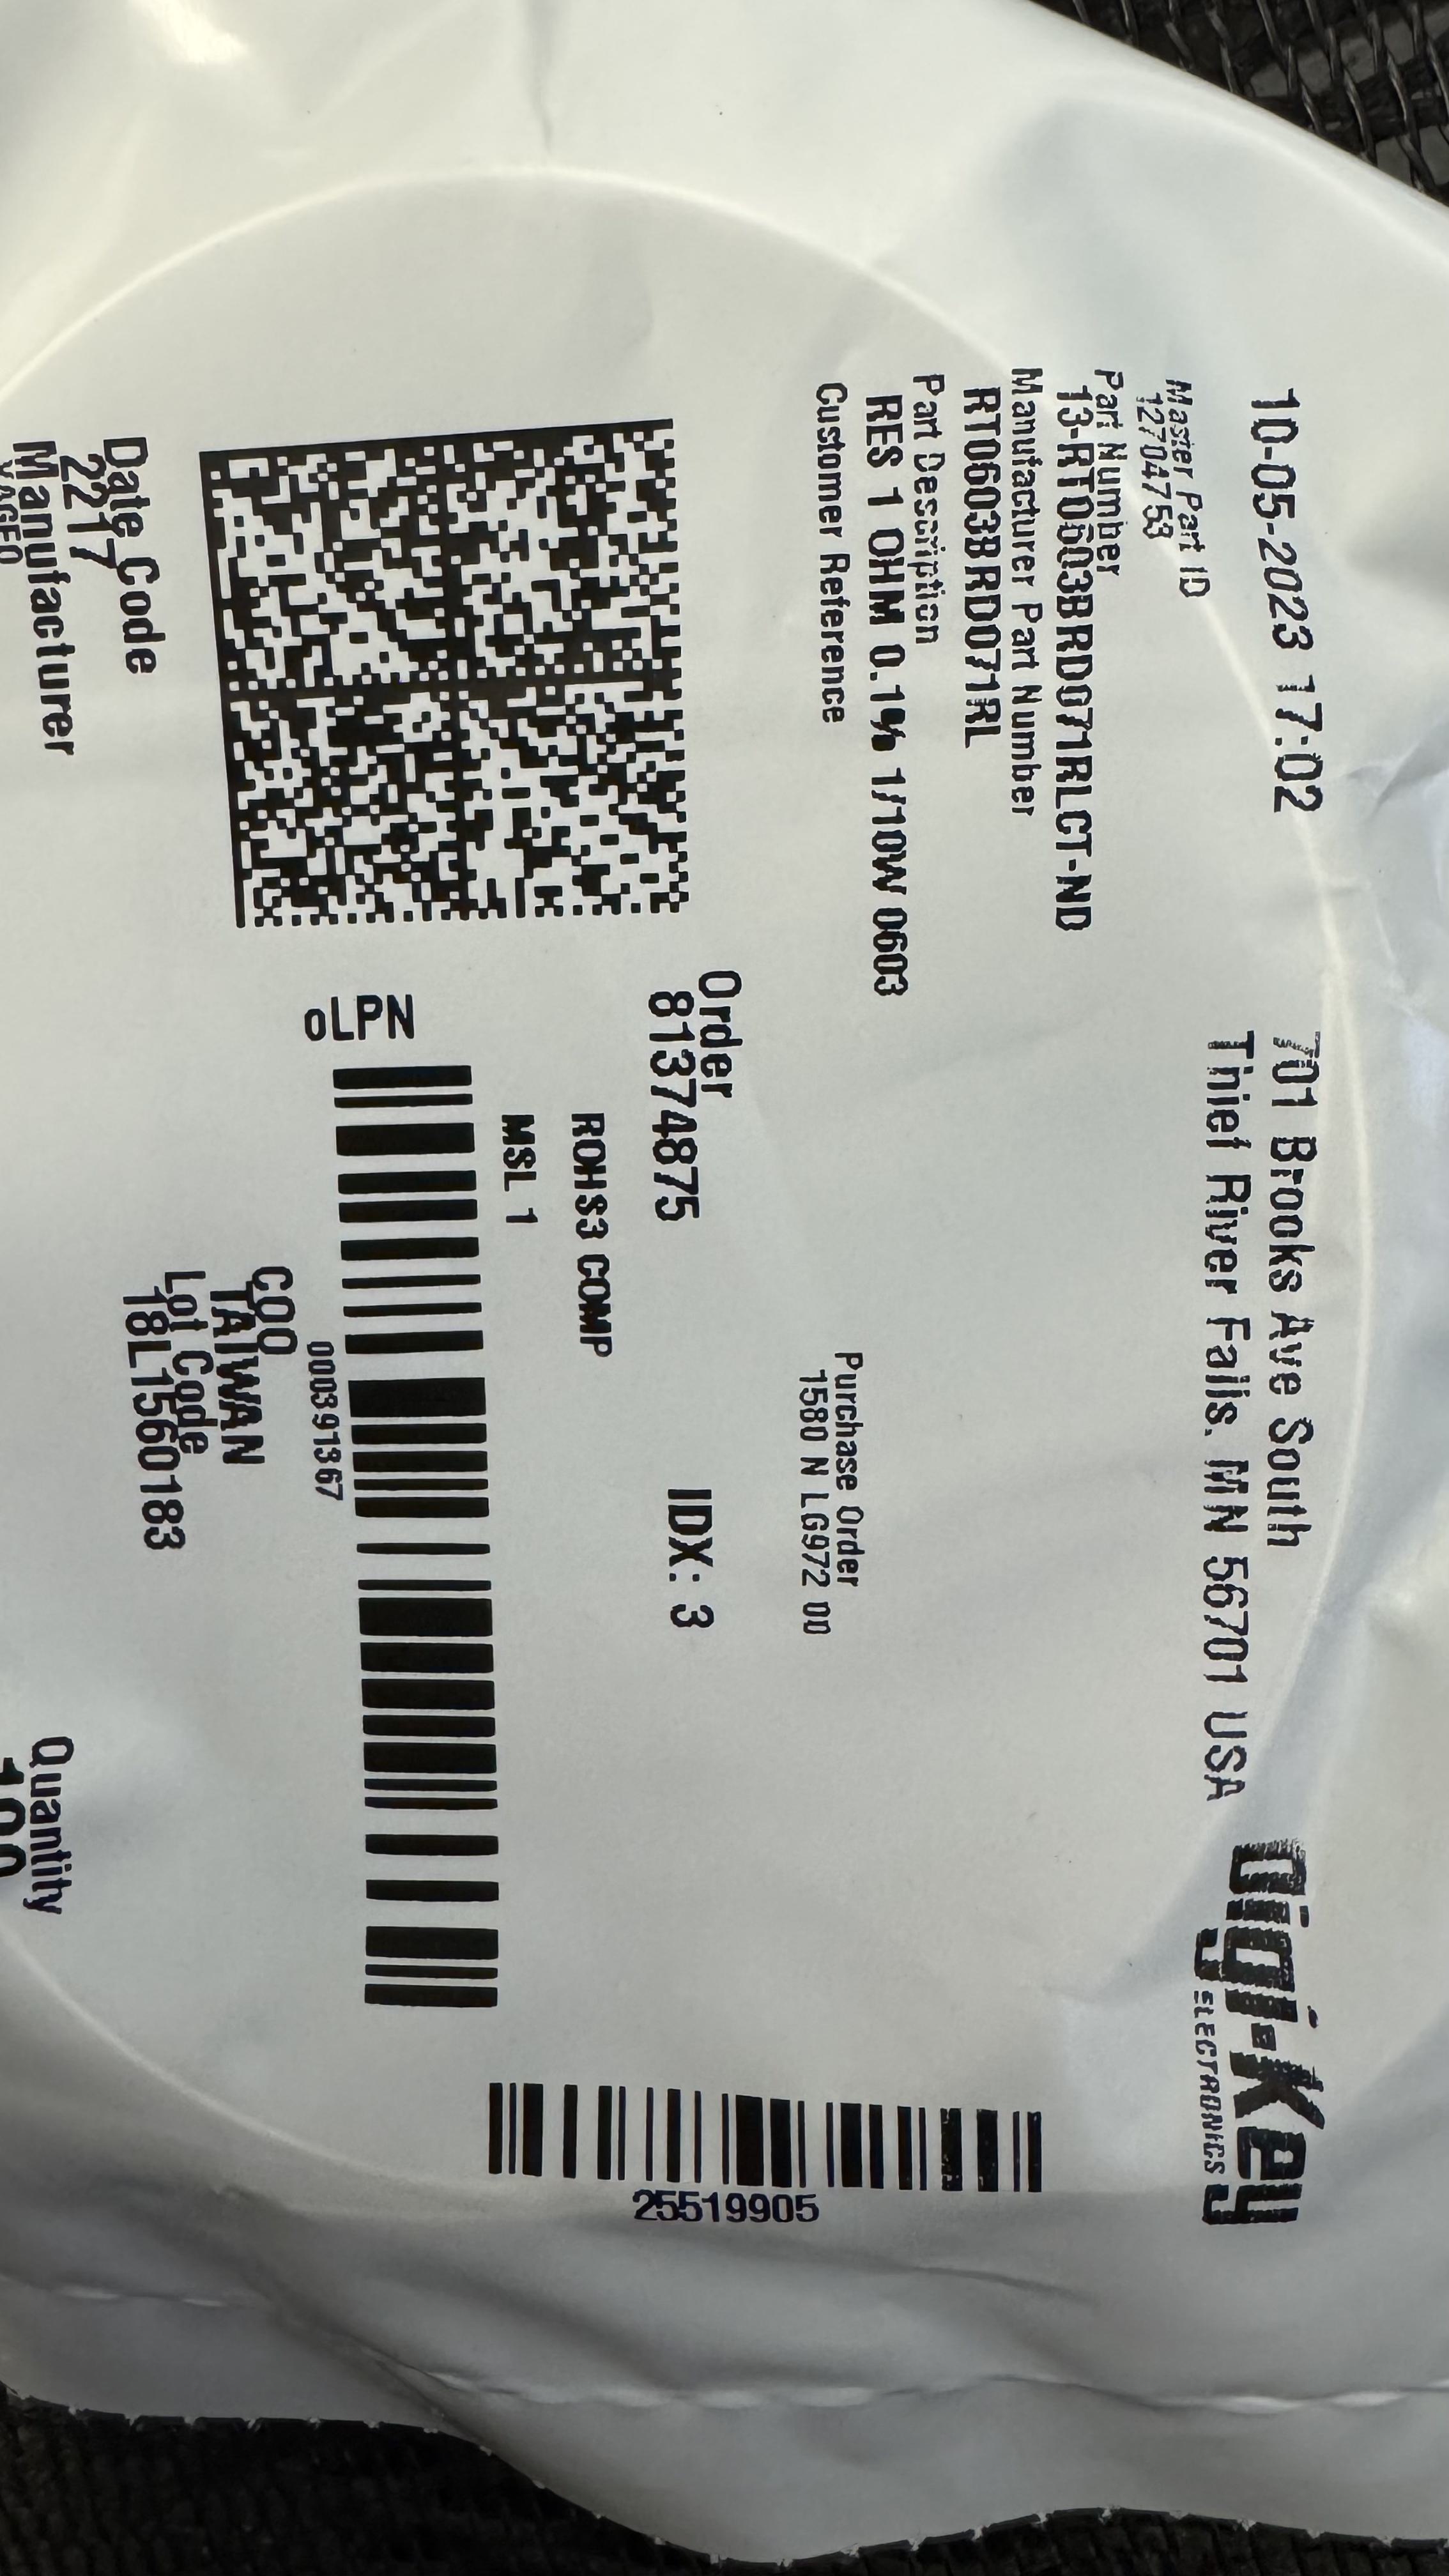 10-05-2023 17:02
701 Brooks Ave South
Thief River Falls, MN 56701 USA
Digi-Key
ELECTRONICS
Master Part ID
12704758
Part Number
13-RT0603BRD071RLCT-ND
Manufacturer Part Number
RT0603BRD071RL
Part Description
RES 1 OHM 0.1% 1/10W 0603
Customer Reference
Purchase Order
1580 N LG972 00
Order
81374875
IDX: 3
ROHS3 COMP
MSL 1
25519905
oLPN
000391367
COO
TAIWAN
Lot Code
18L1560183
Date Code
2217
Manufacturer
YAGEO
Quantity